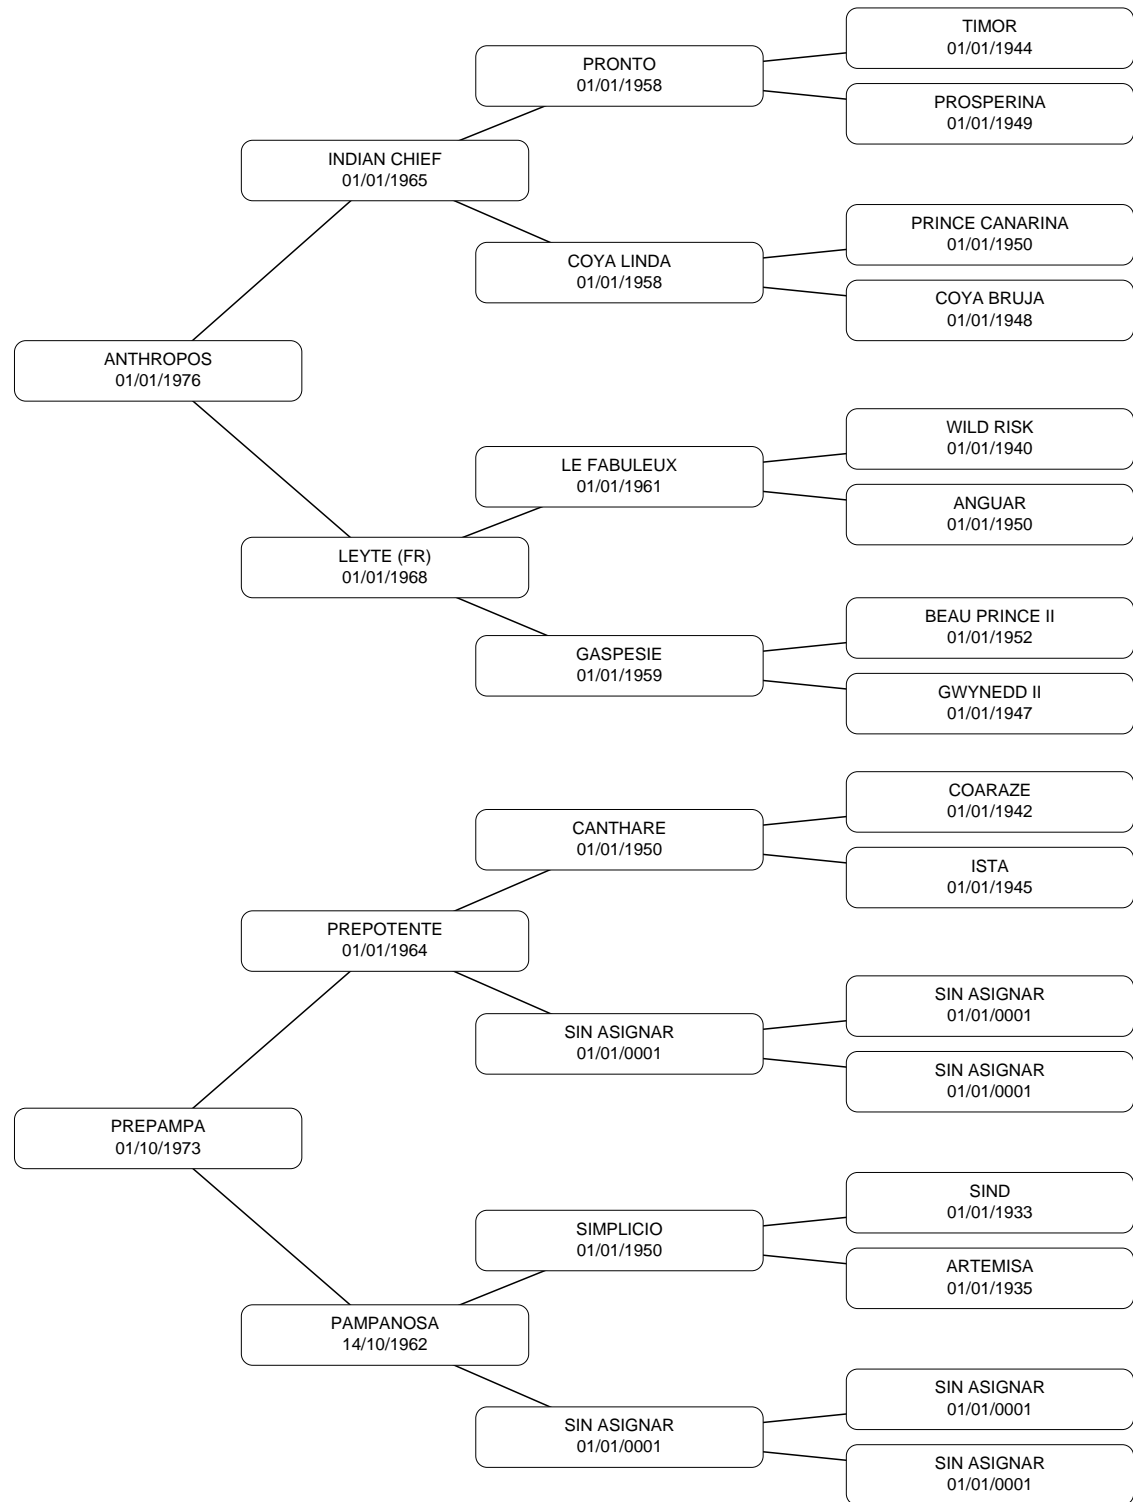 TIMOR
01/01/1944
PRONTO
01/01/1958
PROSPERINA
01/01/1949
INDIAN CHIEF
01/01/1965
PRINCE CANARINA
01/01/1950
COYA LINDA
01/01/1958
COYA BRUJA
01/01/1948
ANTHROPOS
01/01/1976
WILD RISK
01/01/1940
LE FABULEUX
01/01/1961
ANGUAR
01/01/1950
LEYTE (FR)
01/01/1968
BEAU PRINCE II
01/01/1952
GASPESIE
01/01/1959
GWYNEDD II
01/01/1947
COARAZE
01/01/1942
CANTHARE
01/01/1950
ISTA
01/01/1945
PREPOTENTE
01/01/1964
SIN ASIGNAR
01/01/0001
SIN ASIGNAR
01/01/0001
SIN ASIGNAR
01/01/0001
PREPAMPA
01/10/1973
SIND
01/01/1933
SIMPLICIO
01/01/1950
ARTEMISA
01/01/1935
PAMPANOSA
14/10/1962
SIN ASIGNAR
01/01/0001
SIN ASIGNAR
01/01/0001
SIN ASIGNAR
01/01/0001